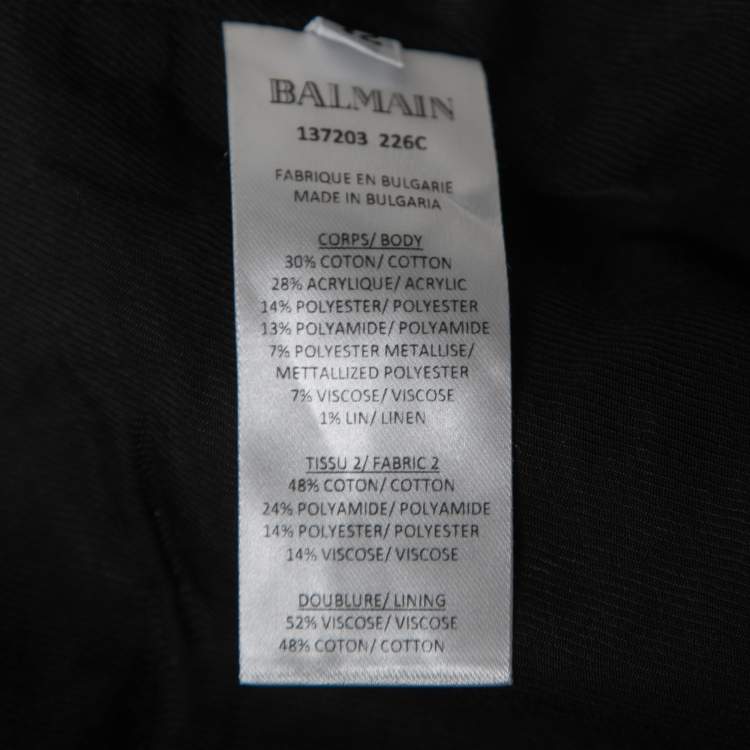 BALMAIN
137203 226C
FABRIQUE EN BULGARIE
MADE IN BULGARIA
CORPS/ BODY
30% COTON/ COTTON
28% ACRYLIQUE/ ACRYLIC
14% POLYESTER/ POLYESTER
13% POLYAMIDE/ POLYAMIDE
7% POLYESTER METALLISE/
METTALLIZED POLYESTER
7% VISCOSE/ VISCOSE
1% LIN/ LINEN
TISSU 2/ FABRIC 2
48% COTON/ COTTON
24% POLYAMIDE/ POLYAMIDE
14% POLYESTER/ POLYESTER
14% VISCOSE/ VISCOSE
DOUBLURE/ LINING
52% VISCOSE/ VISCOSE
48% COTON/ COTTON